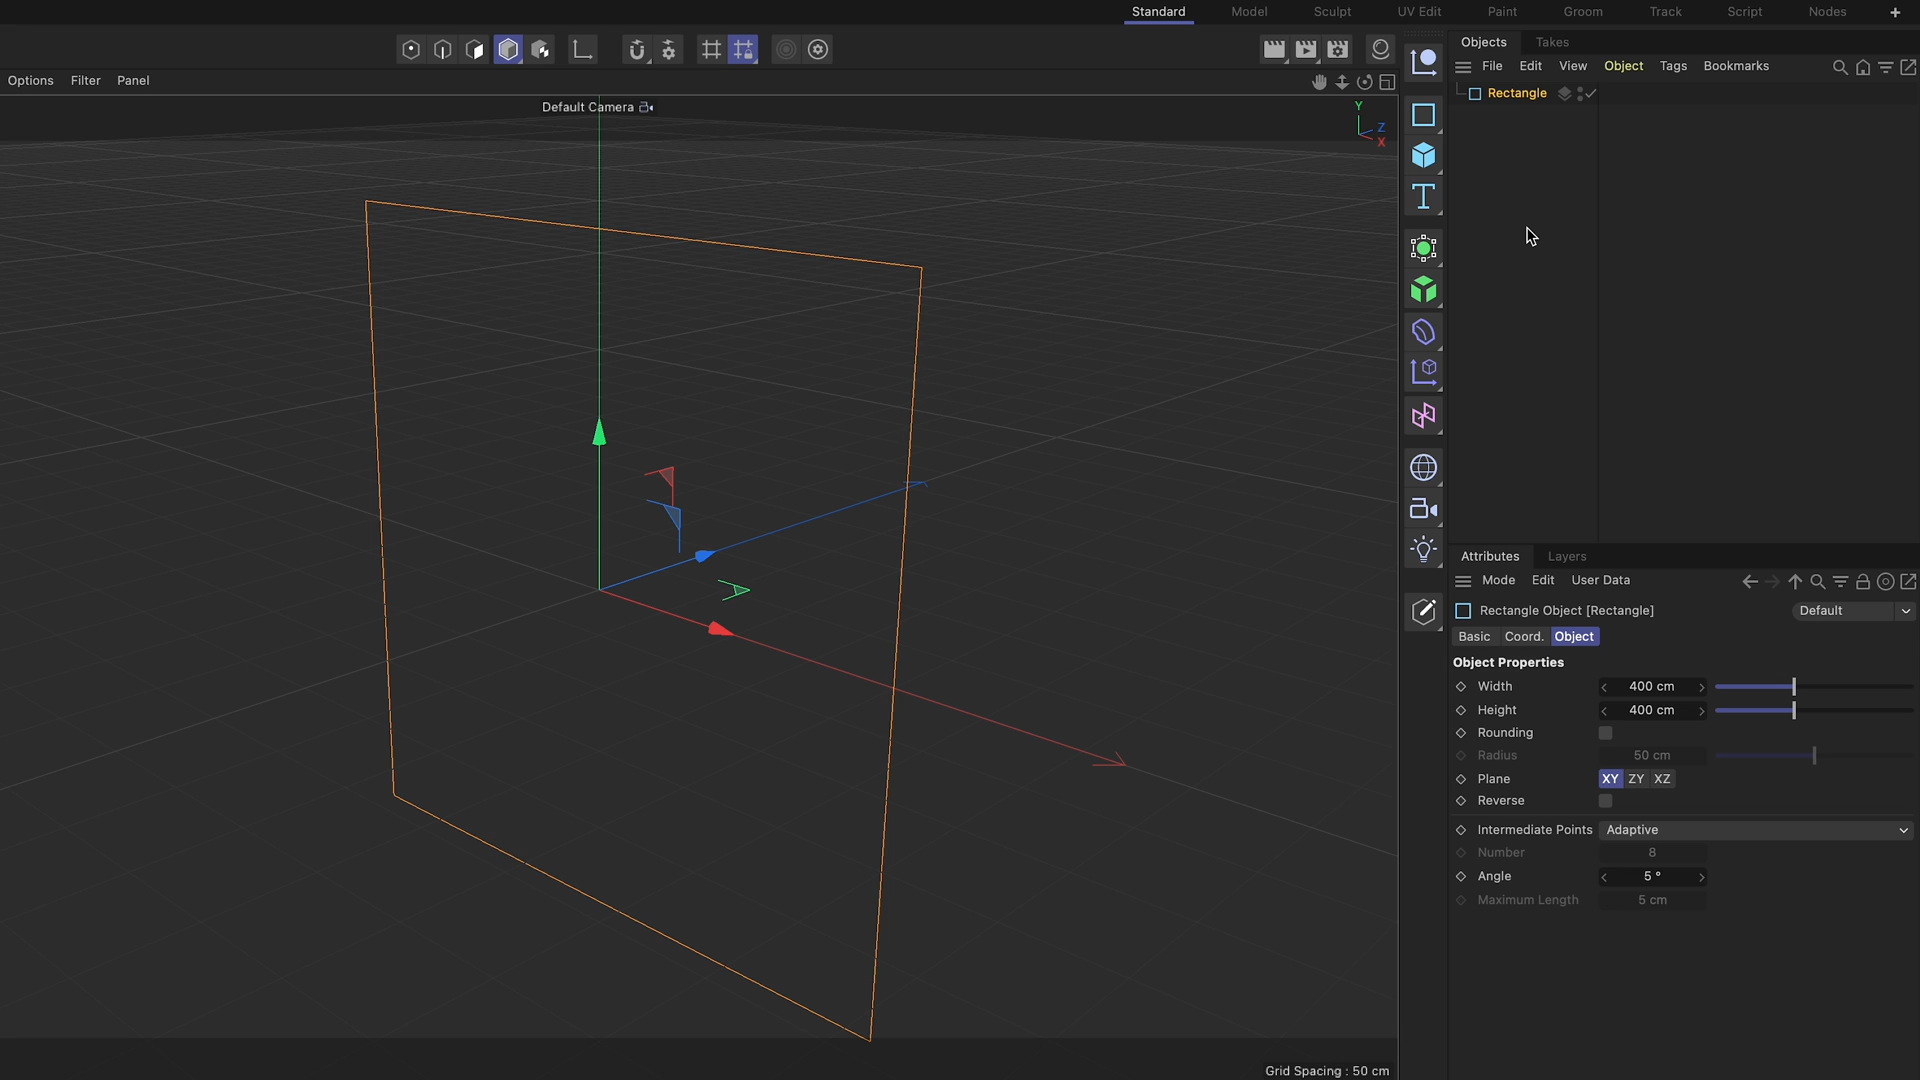 Standard Model Sculpt UV Edit Paint Groom Track Script Nodes +
Objects Takes
File Edit View Object Tags Bookmarks
Options Filter Panel
Rectangle
Default Camera
Y
Z
X
Attributes Layers
Mode Edit User Data
Rectangle Object [Rectangle] Default
Basic Coord. Object
Object Properties
Width 400 cm
Height 400 cm
Rounding
Radius 50 cm
Plane XY ZY XZ
Reverse
Intermediate Points Adaptive
Number 8
Angle 5 °
Maximum Length 5 cm
Grid Spacing : 50 cm